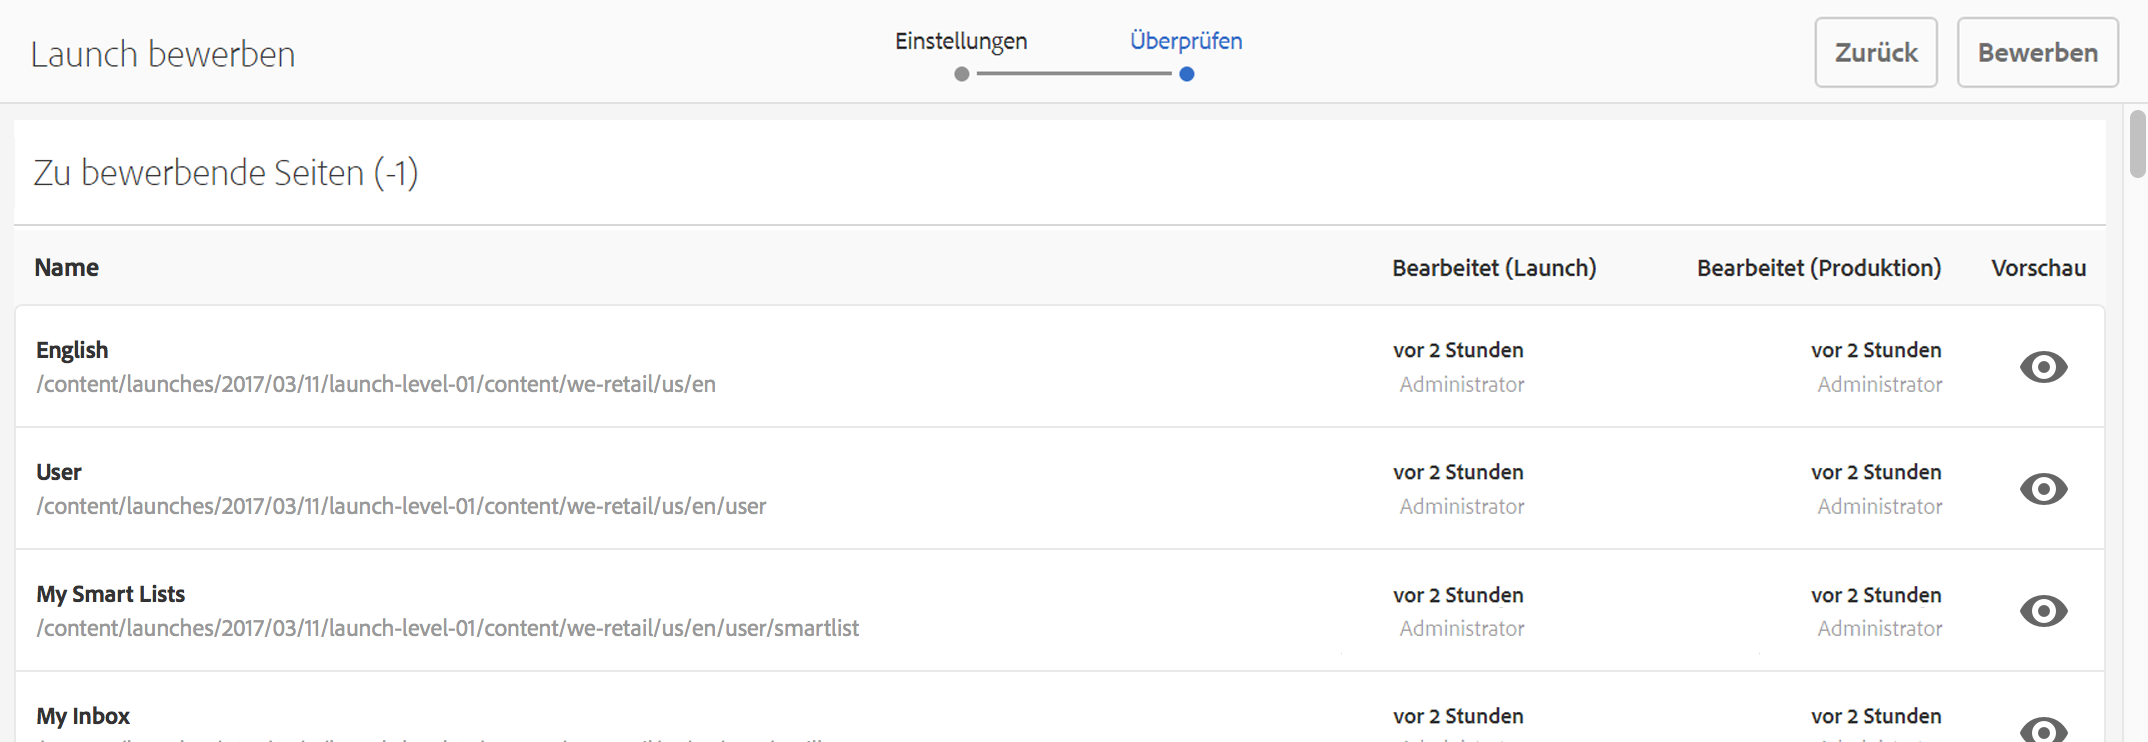 Launch bewerben
Einstellungen Überprüfen
Zurück Bewerben
Zu bewerbende Seiten (-1)
Name Bearbeitet (Launch) Bearbeitet (Produktion) Vorschau
English vor 2 Stunden vor 2 Stunden
/content/launches/2017/03/11/launch-level-01/content/we-retail/us/en Administrator Administrator
User vor 2 Stunden vor 2 Stunden
/content/launches/2017/03/11/launch-level-01/content/we-retail/us/en/user Administrator Administrator
My Smart Lists vor 2 Stunden vor 2 Stunden
/content/launches/2017/03/11/launch-level-01/content/we-retail/us/en/user/smartlist Administrator Administrator
My Inbox vor 2 Stunden vor 2 Stunden